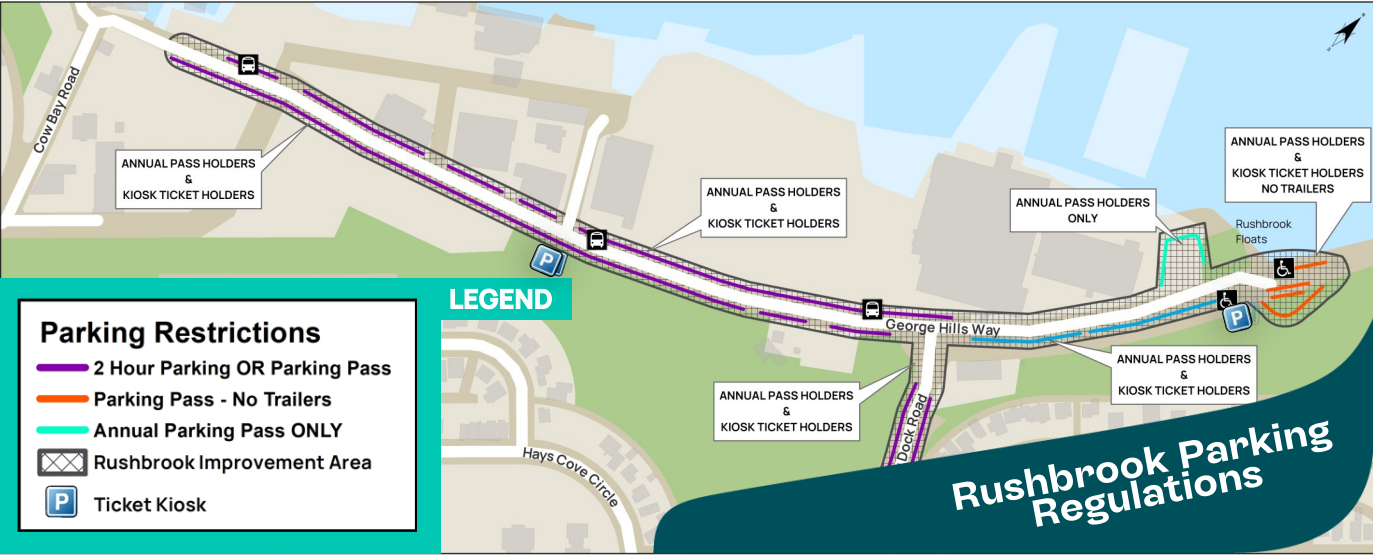 Cow Bay Road
ANNUAL PASS HOLDERS
&
KIOSK TICKET HOLDERS
ANNUAL PASS HOLDERS
&
KIOSK TICKET HOLDERS
ANNUAL PASS HOLDERS
ONLY
ANNUAL PASS HOLDERS
&
KIOSK TICKET HOLDERS
NO TRAILERS
Rushbrook
Floats
P
P
George Hills Way
ANNUAL PASS HOLDERS
&
KIOSK TICKET HOLDERS
ANNUAL PASS HOLDERS
&
KIOSK TICKET HOLDERS
Dock Road
Hays Cove Circle
LEGEND
Parking Restrictions
2 Hour Parking OR Parking Pass
Parking Pass - No Trailers
Annual Parking Pass ONLY
Rushbrook Improvement Area
P
Ticket Kiosk
Rushbrook Parking
Regulations